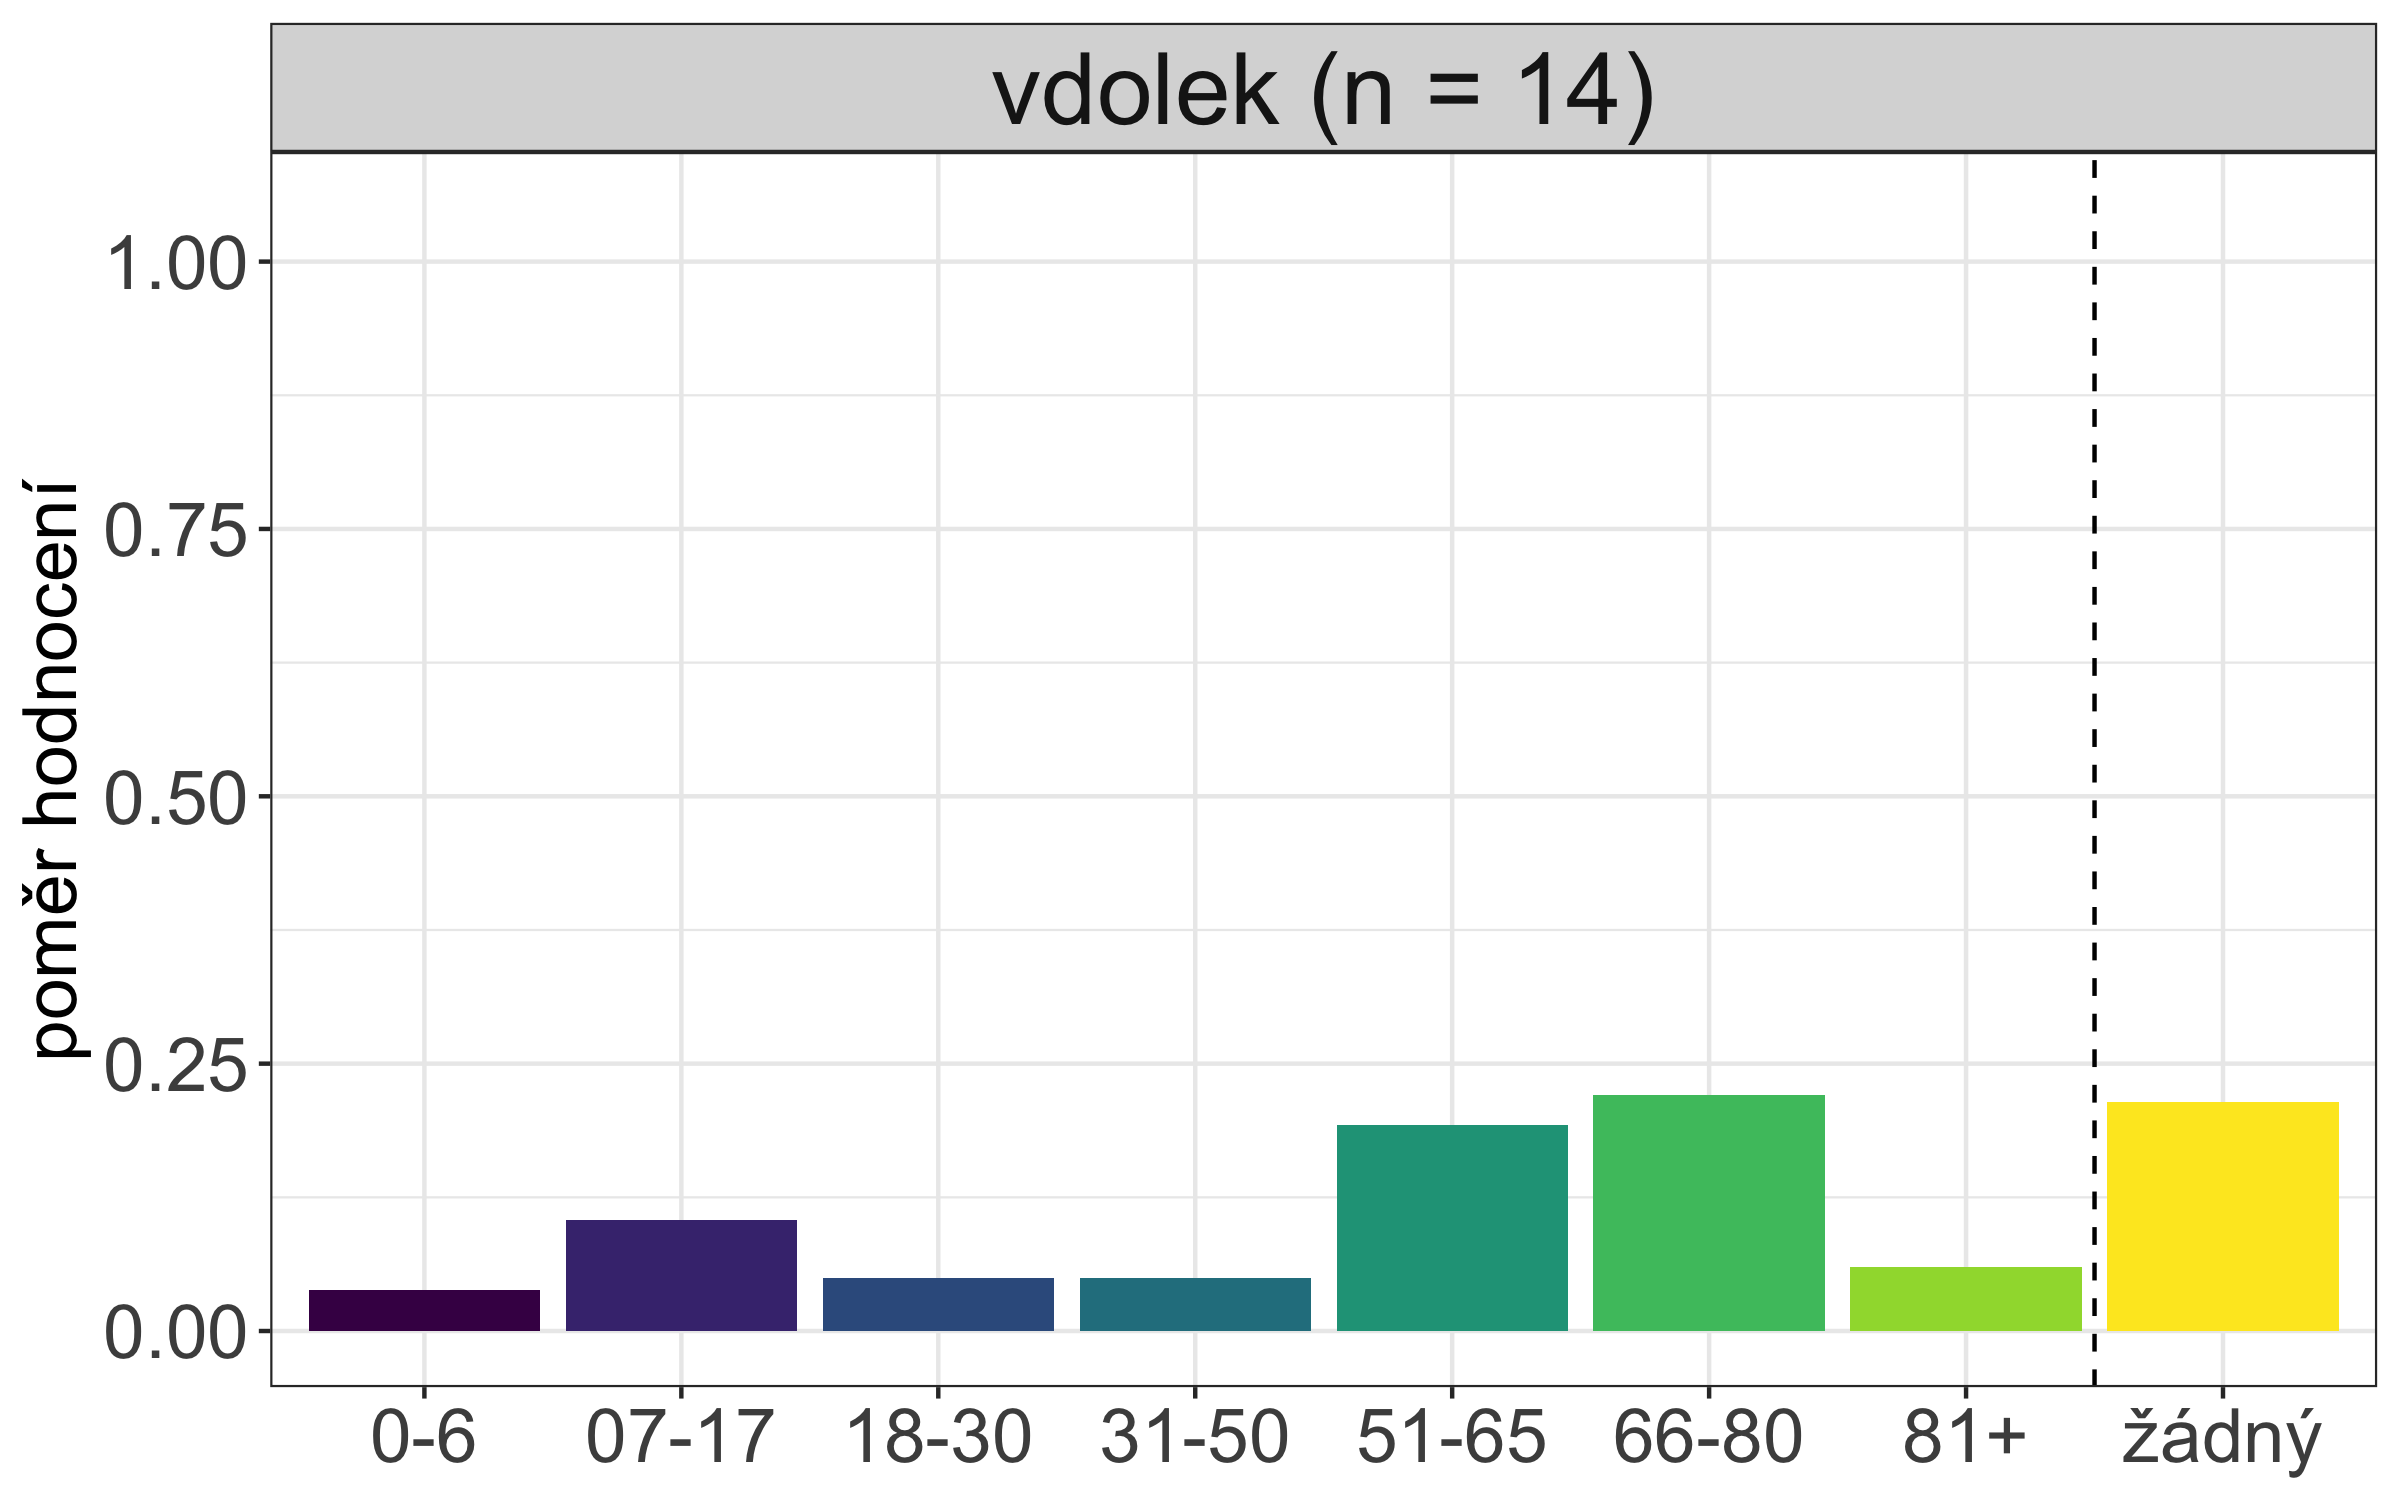 vdolek (n = 14)
poměr hodnocení
1.00
0.75
0.50
0.25
0.00
0-6 07-17 18-30 31-50 51-65 66-80 81+ žádný